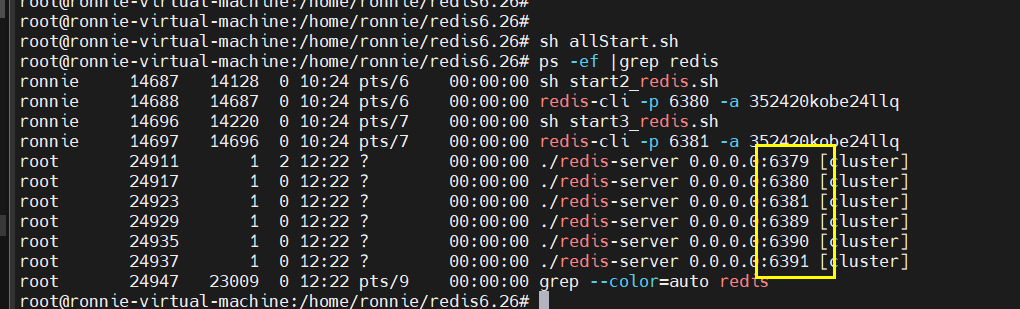 root@ronnie-virtual-machine:/home/ronnie/redis6.26#
root@ronnie-virtual-machine:/home/ronnie/redis6.26#
root@ronnie-virtual-machine:/home/ronnie/redis6.26# sh allStart.sh
root@ronnie-virtual-machine:/home/ronnie/redis6.26# ps -ef |grep redis
ronnie 14687 14128 0 10:24 pts/6 00:00:00 sh start2_redis.sh
ronnie 14688 14687 0 10:24 pts/6 00:00:00 redis-cli -p 6380 -a 352420kobe24llq
ronnie 14696 14220 0 10:24 pts/7 00:00:00 sh start3_redis.sh
ronnie 14697 14696 0 10:24 pts/7 00:00:00 redis-cli -p 6381 -a 352420kobe24llq
root 24911 1 2 12:22 ? 00:00:00 ./redis-server 0.0.0.0:6379 [cluster]
root 24917 1 0 12:22 ? 00:00:00 ./redis-server 0.0.0.0:6380 [cluster]
root 24923 1 0 12:22 ? 00:00:00 ./redis-server 0.0.0.0:6381 [cluster]
root 24929 1 0 12:22 ? 00:00:00 ./redis-server 0.0.0.0:6389 [cluster]
root 24935 1 0 12:22 ? 00:00:00 ./redis-server 0.0.0.0:6390 [cluster]
root 24937 1 0 12:22 ? 00:00:00 ./redis-server 0.0.0.0:6391 [cluster]
root 24947 23009 0 12:22 pts/9 00:00:00 grep --color=auto redis
root@ronnie-virtual-machine:/home/ronnie/redis6.26#